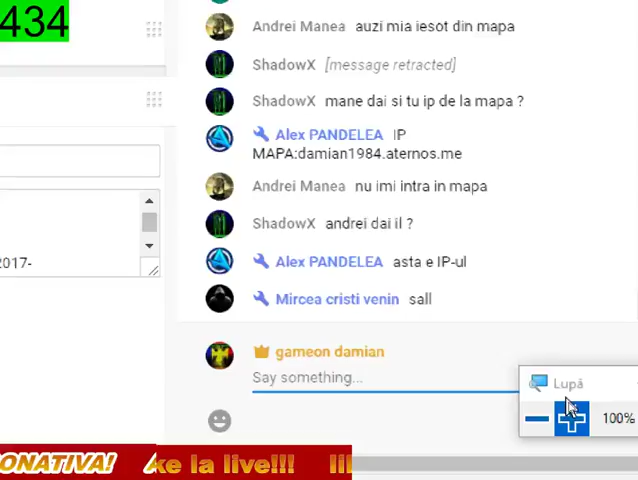 434
Andrei Manea auzi mia iesot din mapa
ShadowX [message retracted]
ShadowX mane dai si tu ip de la mapa ?
Alex PANDELEA IP
MAPA:damian1984.aternos.me
Andrei Manea nu imi intra in mapa
ShadowX andrei dai il ?
Alex PANDELEA asta e IP-ul
2017-
Mircea cristi venin sall
gameon damian
Say something...
Lupă
100%
ONATIVA! ke la live!!! lik